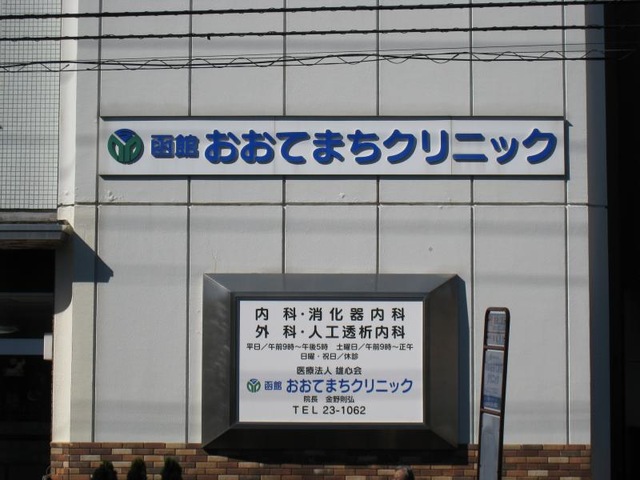 函館 おおてまちクリニック
内科・消化器内科
外科・人工透析内科
平日／午前9時～午後5時 土曜日／午前9時～正午
日曜・祝日／休診
医療法人 雄心会
函館 おおてまちクリニック
院長 金野剛弘
TEL 23-1062